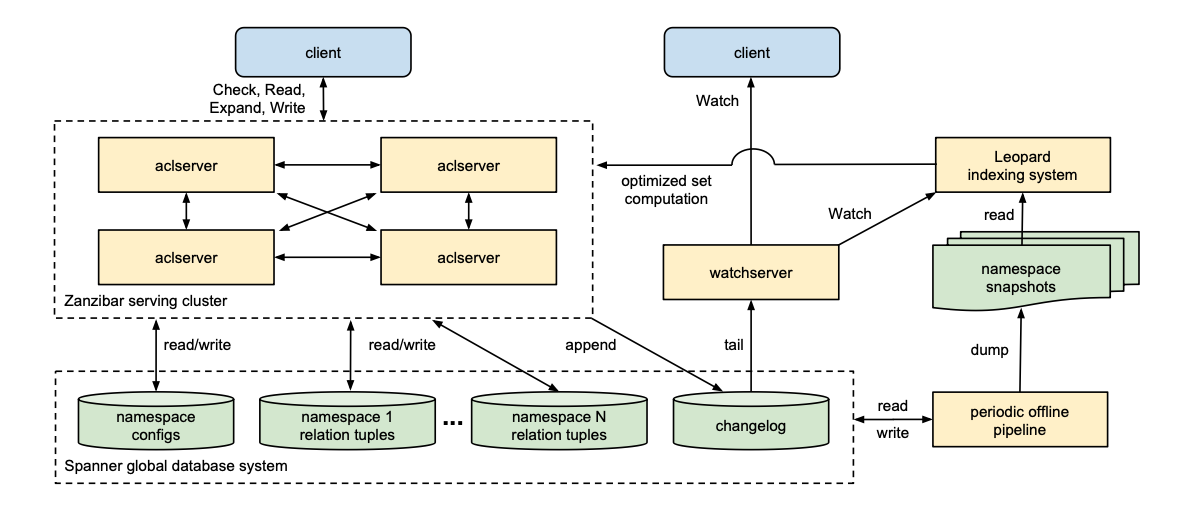 client
client
Check, Read,
Expand, Write
Watch
aclserver
aclserver
Leopard
indexing system
optimized set
computation
Watch
read
aclserver
aclserver
watchserver
namespace
snapshots
Zanzibar serving cluster
read/write
read/write
append
tail
dump
namespace
configs
namespace 1
relation tuples
...
namespace N
relation tuples
changelog
read
write
periodic offline
pipeline
Spanner global database system